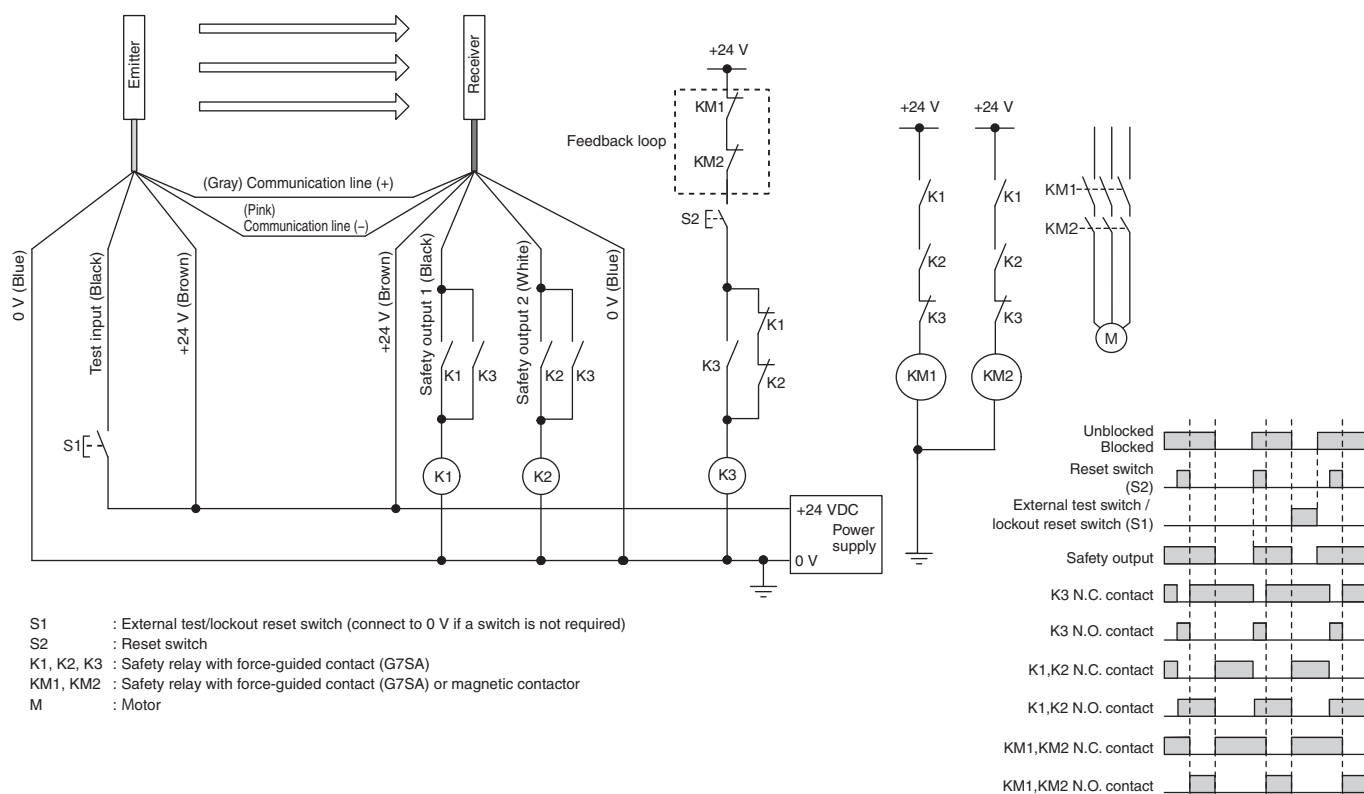 Emitter
Receiver
+24 V
KM1
Feedback loop
KM2
S2
(Gray) Communication line (+)
(Pink)
Communication line (−)
0 V (Blue)
Test input (Black)
+24 V (Brown)
+24 V (Brown)
Safety output 1 (Black)
Safety output 2 (White)
0 V (Blue)
S1
K1
K3
K2
K3
K1
K2
K3
K1
K2
K3
+24 VDC
Power
supply
0 V
+24 V
+24 V
K1
K1
K2
K2
K3
K3
KM1
KM2
KM1
KM2
M
Unblocked
Blocked
Reset switch
(S2)
External test switch /
lockout reset switch (S1)
Safety output
K3 N.C. contact
K3 N.O. contact
K1,K2 N.C. contact
K1,K2 N.O. contact
KM1,KM2 N.C. contact
KM1,KM2 N.O. contact
S1 : External test/lockout reset switch (connect to 0 V if a switch is not required)
S2 : Reset switch
K1, K2, K3 : Safety relay with force-guided contact (G7SA)
KM1, KM2 : Safety relay with force-guided contact (G7SA) or magnetic contactor
M : Motor